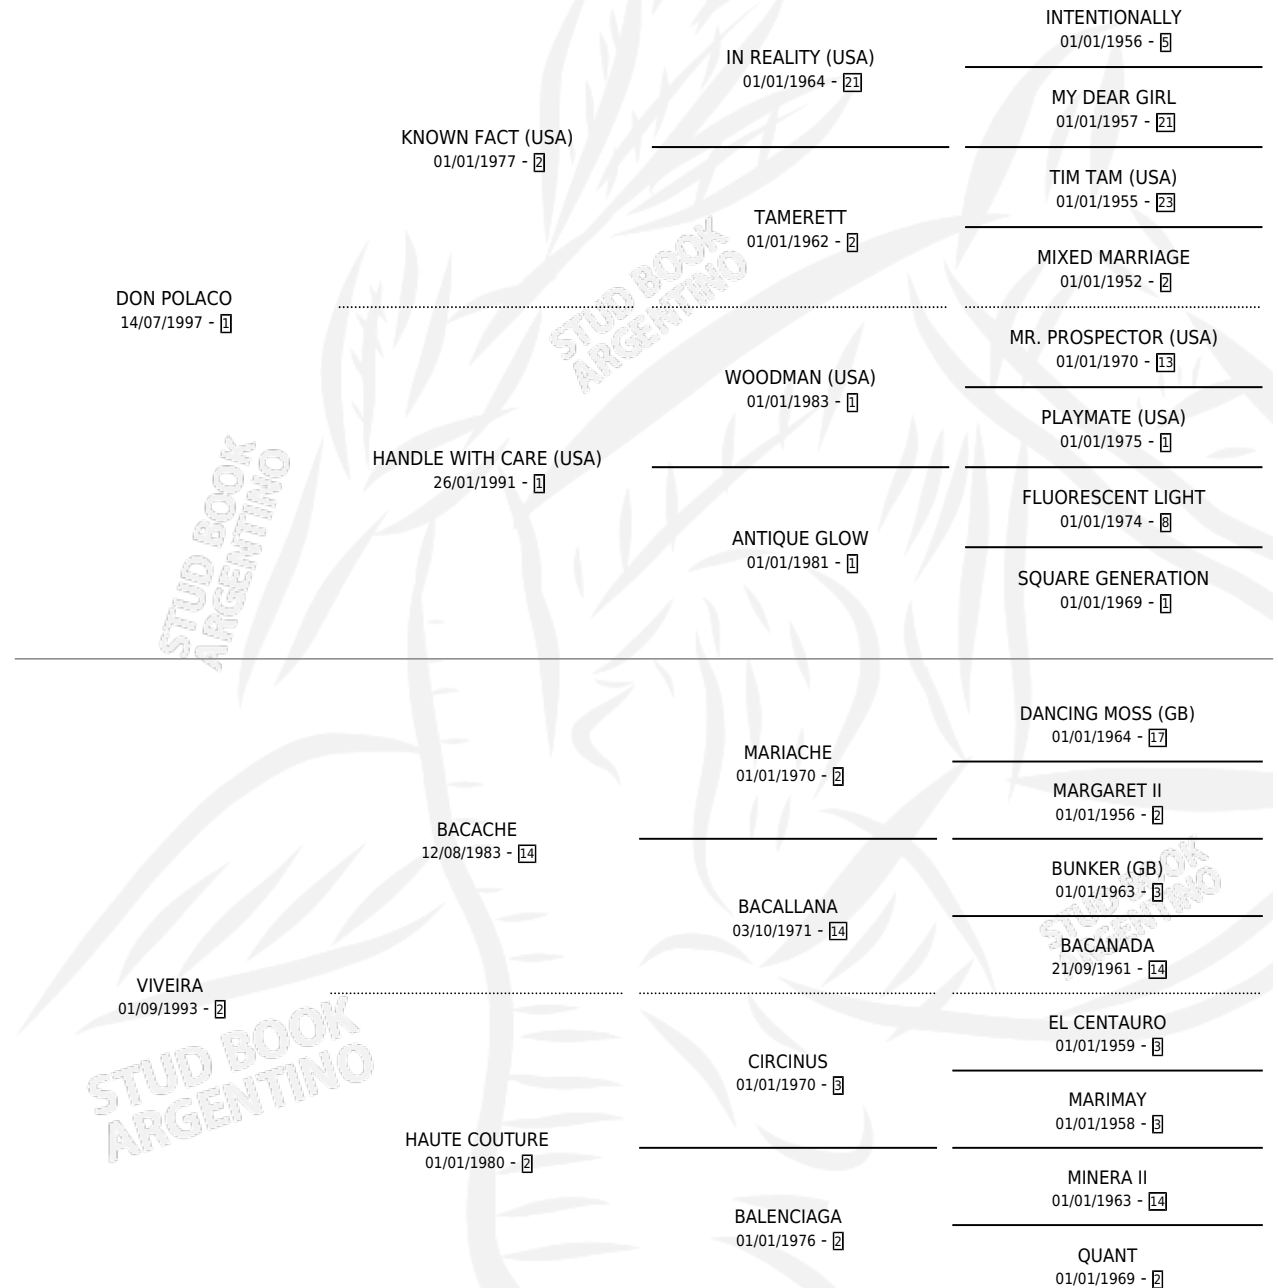 INTENTIONALLY
01/01/1956 - 5
IN REALITY (USA)
01/01/1964 - 21
MY DEAR GIRL
01/01/1957 - 21
KNOWN FACT (USA)
01/01/1977 - 2
TIM TAM (USA)
01/01/1955 - 23
TAMERETT
01/01/1962 - 2
MIXED MARRIAGE
01/01/1952 - 2
DON POLACO
14/07/1997 - 1
MR. PROSPECTOR (USA)
01/01/1970 - 13
WOODMAN (USA)
01/01/1983 - 1
PLAYMATE (USA)
01/01/1975 - 1
HANDLE WITH CARE (USA)
26/01/1991 - 1
FLUORESCENT LIGHT
01/01/1974 - 8
ANTIQUE GLOW
01/01/1981 - 1
SQUARE GENERATION
01/01/1969 - 1
DANCING MOSS (GB)
01/01/1964 - 17
MARIACHE
01/01/1970 - 2
MARGARET II
01/01/1956 - 2
BACACHE
12/08/1983 - 14
BUNKER (GB)
01/01/1963 - 3
BACALLANA
03/10/1971 - 14
BACANADA
21/09/1961 - 14
VIVEIRA
01/09/1993 - 2
EL CENTAURO
01/01/1959 - 3
CIRCINUS
01/01/1970 - 3
MARIMAY
01/01/1958 - 3
HAUTE COUTURE
01/01/1980 - 2
MINERA II
01/01/1963 - 14
BALENCIAGA
01/01/1976 - 2
QUANT
01/01/1969 - 2
STUD BOOK
ARGENTINO
STUD BOOK
ARGENTINO
STUD BOOK
ARGENTINO
STUD BOOK
ARGENTINO